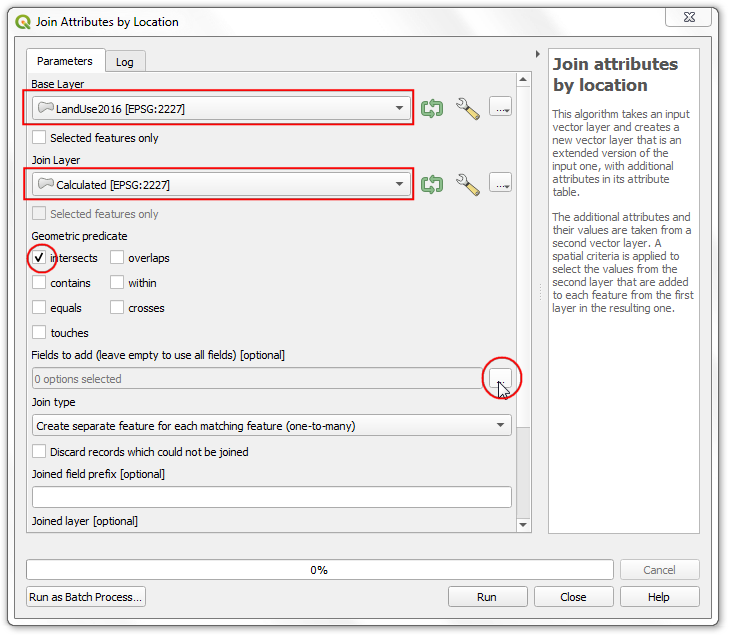 Join Attributes by Location
Parameters
Log
Base Layer
LandUse2016 [EPSG:2227]
...
Selected features only
Join Layer
Calculated [EPSG:2227]
...
Selected features only
Geometric predicate
intersects
overlaps
contains
within
equals
crosses
touches
Fields to add (leave empty to use all fields) [optional]
0 options selected
...
Join type
Create separate feature for each matching feature (one-to-many)
Discard records which could not be joined
Joined field prefix [optional]
Joined layer [optional]
Join attributes
by location
This algorithm takes an input
vector layer and creates a
new vector layer that is an
extended version of the
input one, with additional
attributes in its attribute
table.
The additional attributes and
their values are taken from a
second vector layer. A
spatial criteria is applied to
select the values from the
second layer that are added
to each feature from the first
layer in the resulting one.
0%
Cancel
Run as Batch Process...
Run
Close
Help